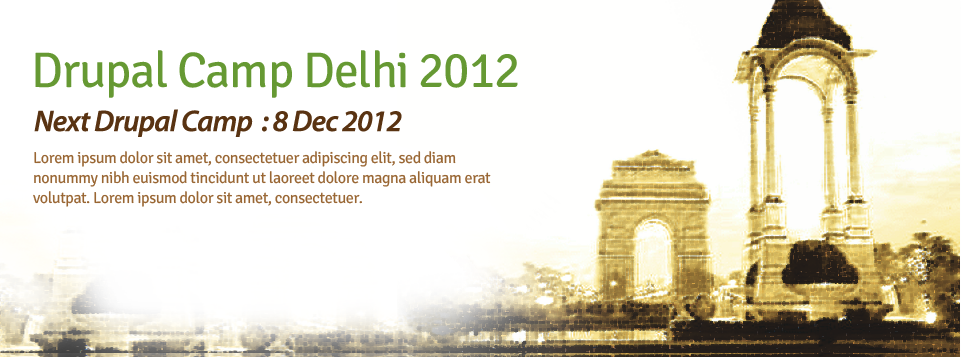 Drupal Camp Delhi 2012
Next Drupal Camp : 8 Dec 2012
Lorem ipsum dolor sit amet, consectetuer adipiscing elit, sed diam
nonummy nibh euismod tincidunt ut laoreet dolore magna aliquam erat
volutpat. Lorem ipsum dolor sit amet, consectetuer.